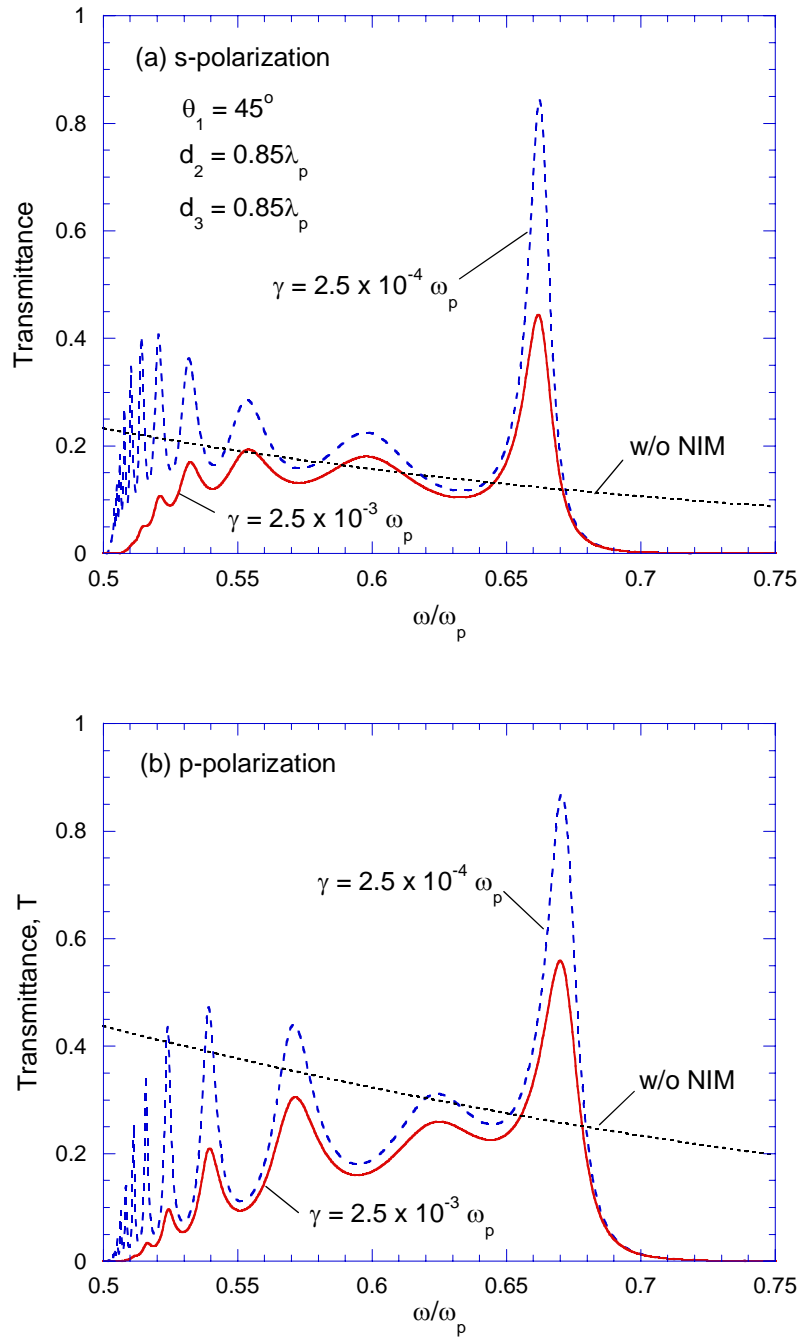 1
(a) s-polarization
θ₁ = 45°
d₂ = 0.85λₚ
d₃ = 0.85λₚ
0.8
0.6
γ = 2.5 x 10⁻⁴ ωₚ
Transmittance
0.4
w/o NIM
0.2
γ = 2.5 x 10⁻³ ωₚ
0
0.5 0.55 0.6 0.65 0.7 0.75
ω/ωₚ
1
(b) p-polarization
0.8
γ = 2.5 x 10⁻⁴ ωₚ
0.6
Transmittance, T
0.4
w/o NIM
0.2
γ = 2.5 x 10⁻³ ωₚ
0
0.5 0.55 0.6 0.65 0.7 0.75
ω/ωₚ